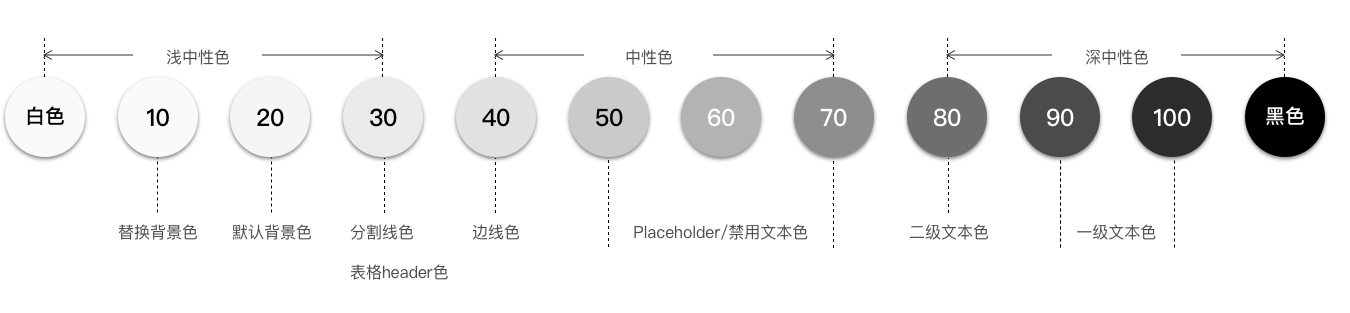 浅中性色
中性色
深中性色
白色
10
20
30
40
50
60
70
80
90
100
黑色
替换背景色
默认背景色
分割线色
边线色
Placeholder/禁用文本色
二级文本色
一级文本色
表格header色